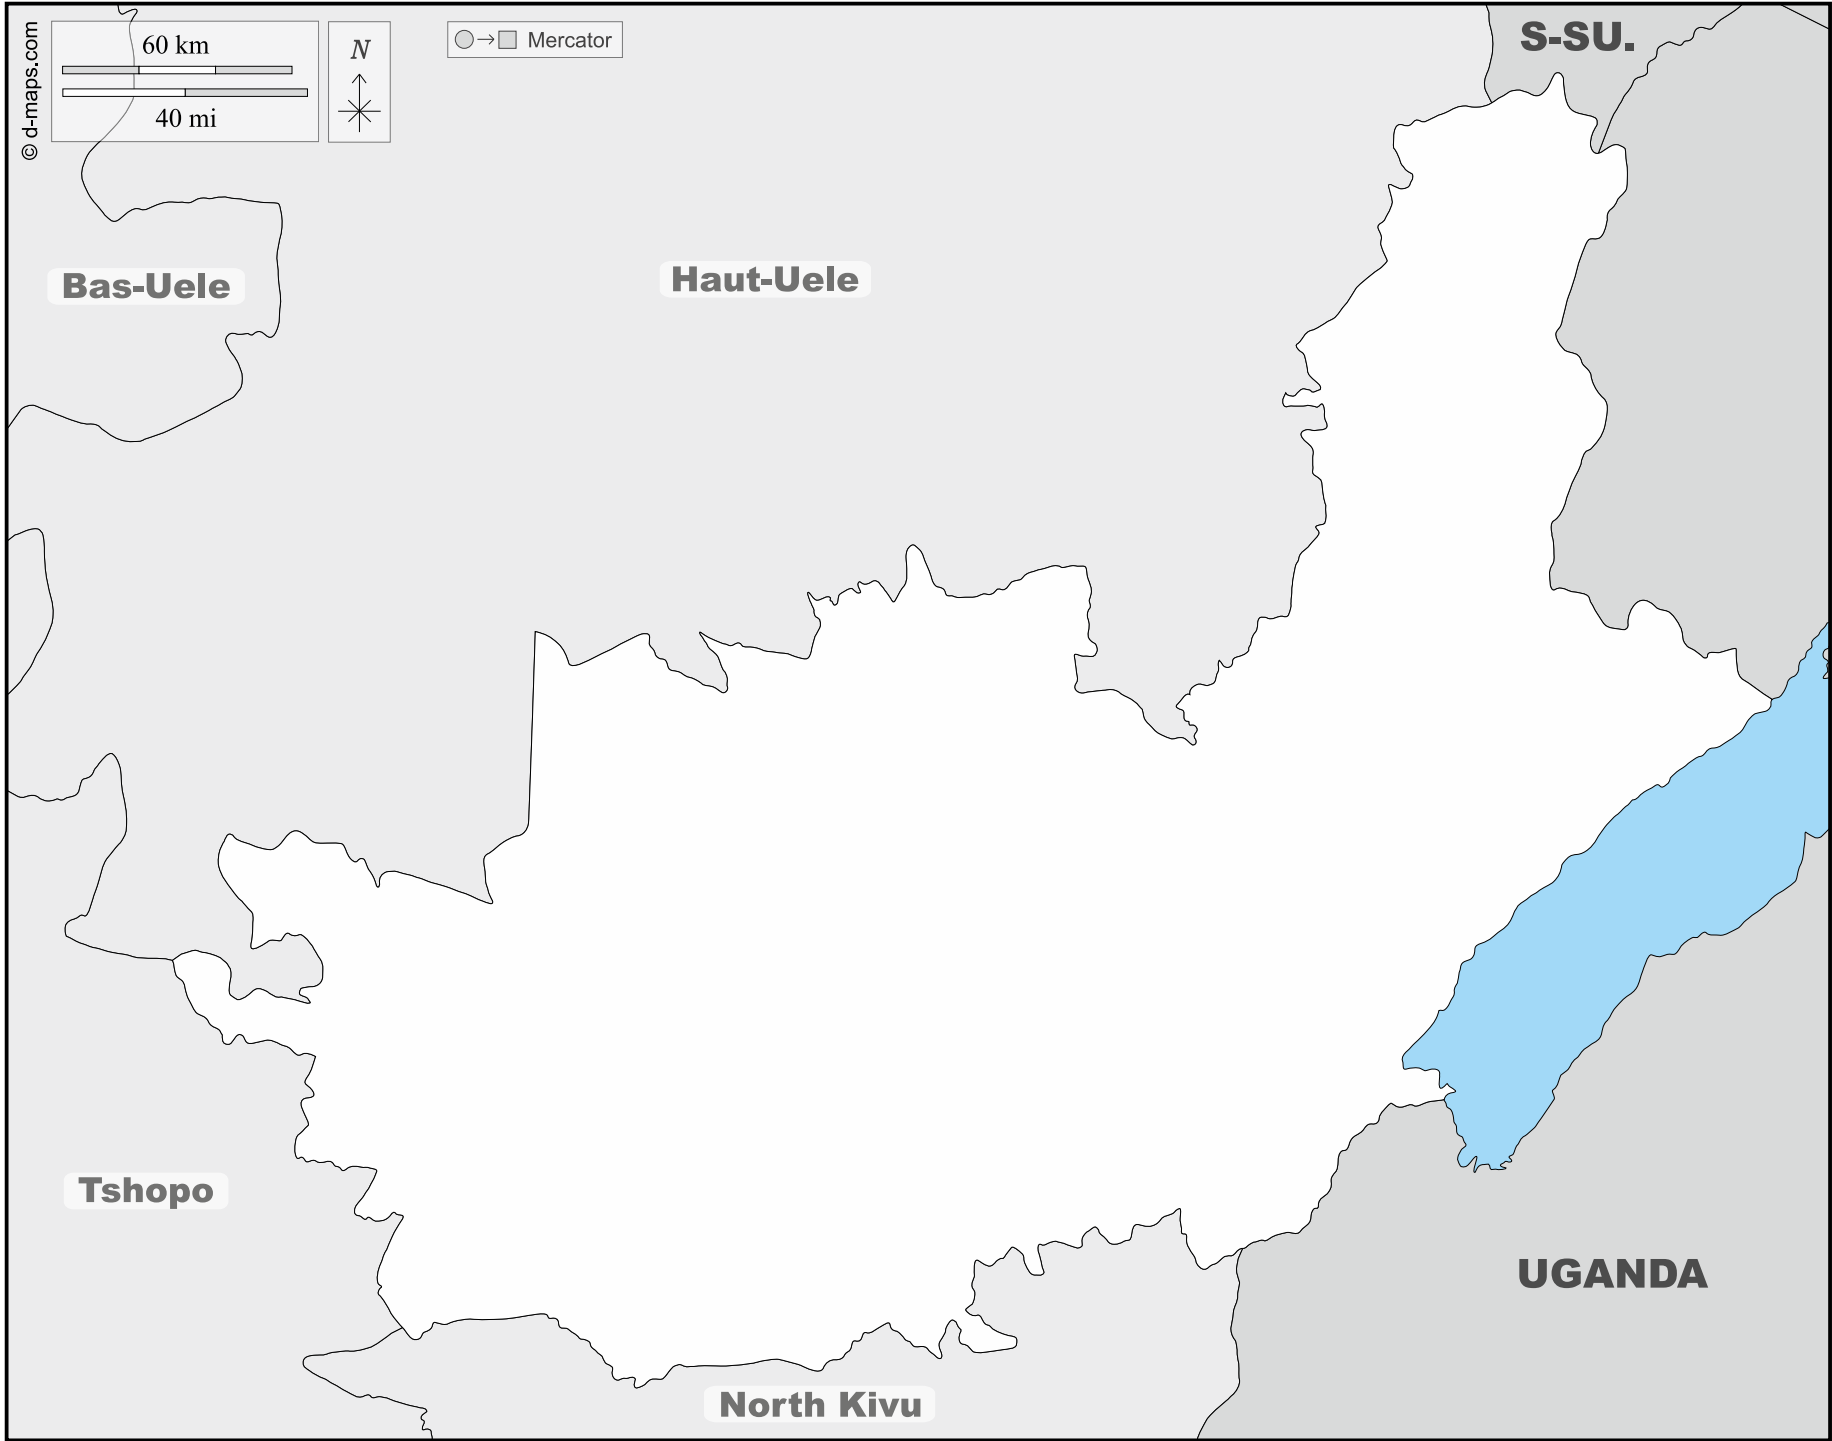 © d-maps.com
60 km
40 mi
N
Mercator
S-SU.
Bas-Uele
Haut-Uele
Tshopo
UGANDA
North Kivu